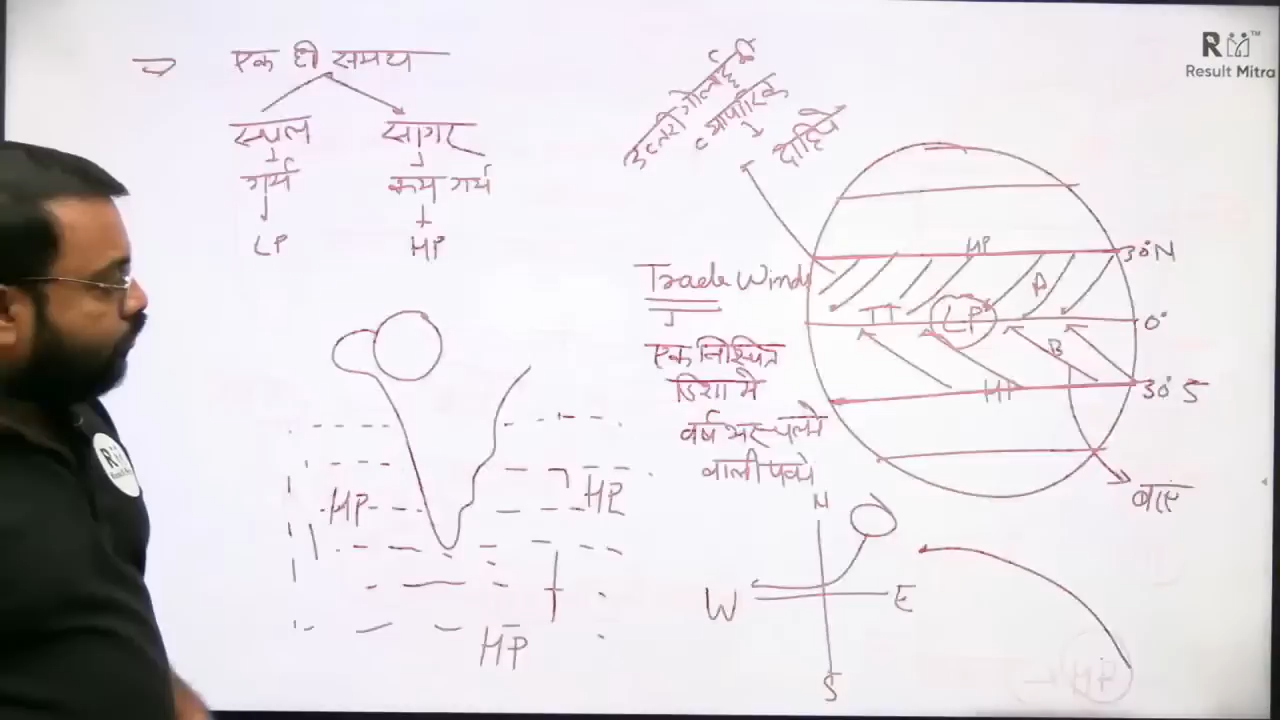 एक ही समय
स्थल
सागर
गर्म
कम गर्म
LP
HP
उत्तरी गोलार्द्ध
व्यापारिक
दाहिने
Result Mitra
HP
30°N
A
Trade Winds
LP
0°
एक निश्चित
दिशा मे
B
HP
30° S
वर्ष भर चलने
वाली पवने
HP
HP
HP
N
W
E
S
HP